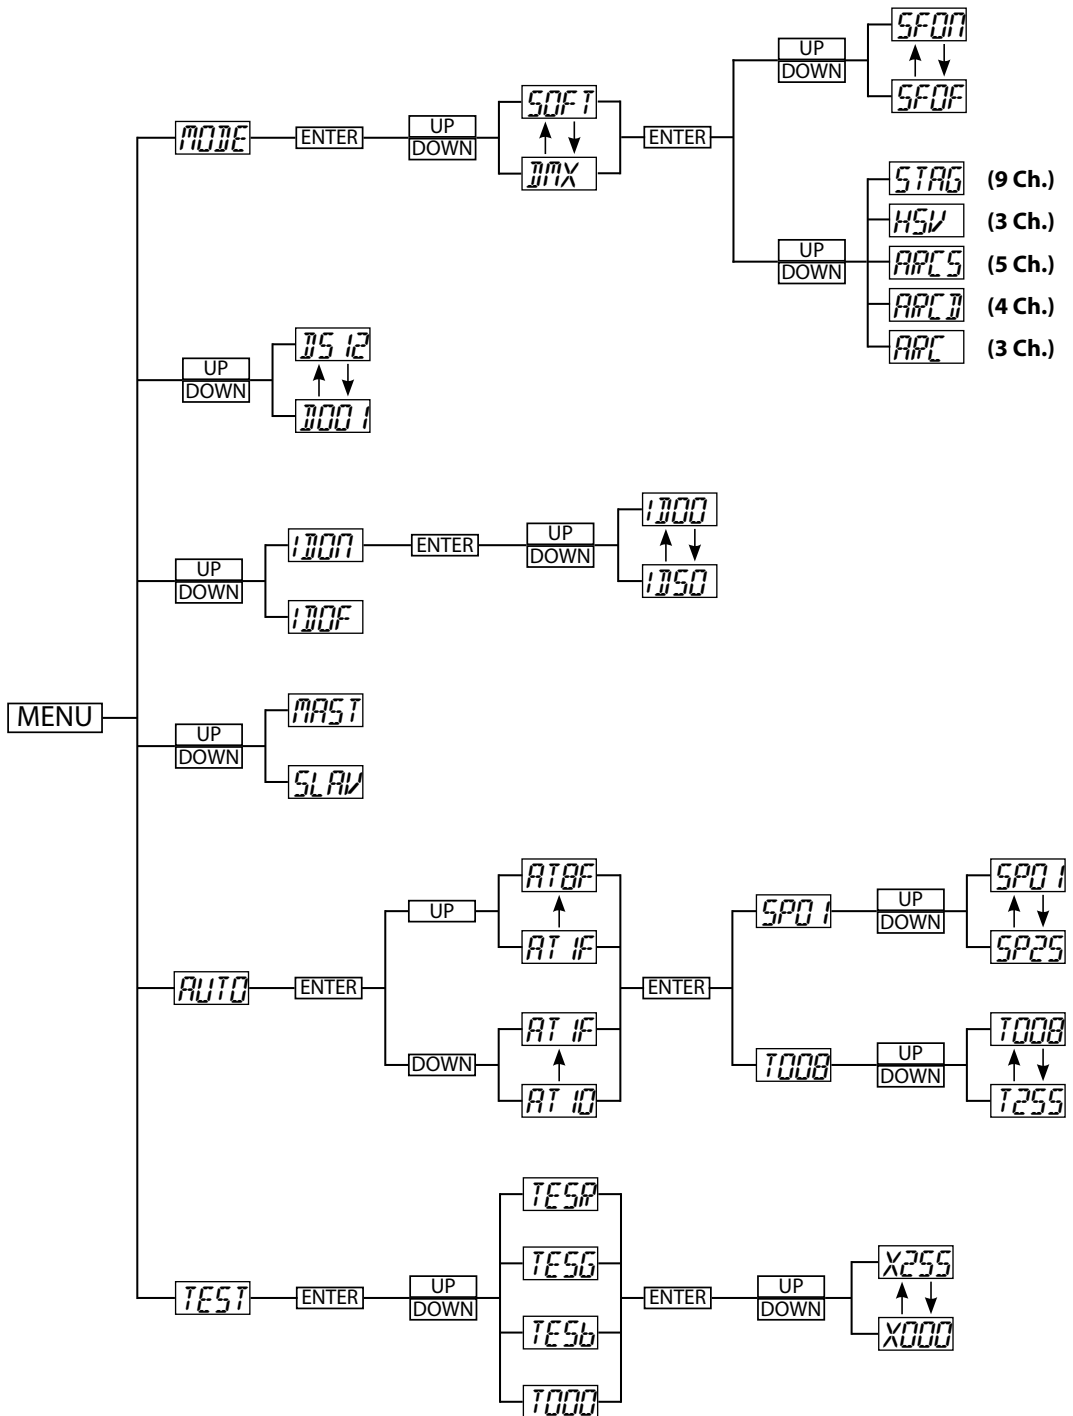 MENU
MODE
ENTER
UP
DOWN
SOFT
DMX
ENTER
UP
DOWN
SFON
SFOF
UP
DOWN
STAG (9 Ch.)
HSV (3 Ch.)
ARCS (5 Ch.)
ARCD (4 Ch.)
ARC (3 Ch.)
UP
DOWN
D512
D001
UP
DOWN
IDON
ENTER
UP
DOWN
ID00
ID50
IDOF
UP
DOWN
MAST
SLAV
AUTO
ENTER
UP
AT8F
AT1F
DOWN
AT1F
AT10
ENTER
SP01
UP
DOWN
SP01
SP25
T008
UP
DOWN
T008
T255
TEST
ENTER
UP
DOWN
TESR
TESG
TESb
T000
ENTER
UP
DOWN
X255
X000